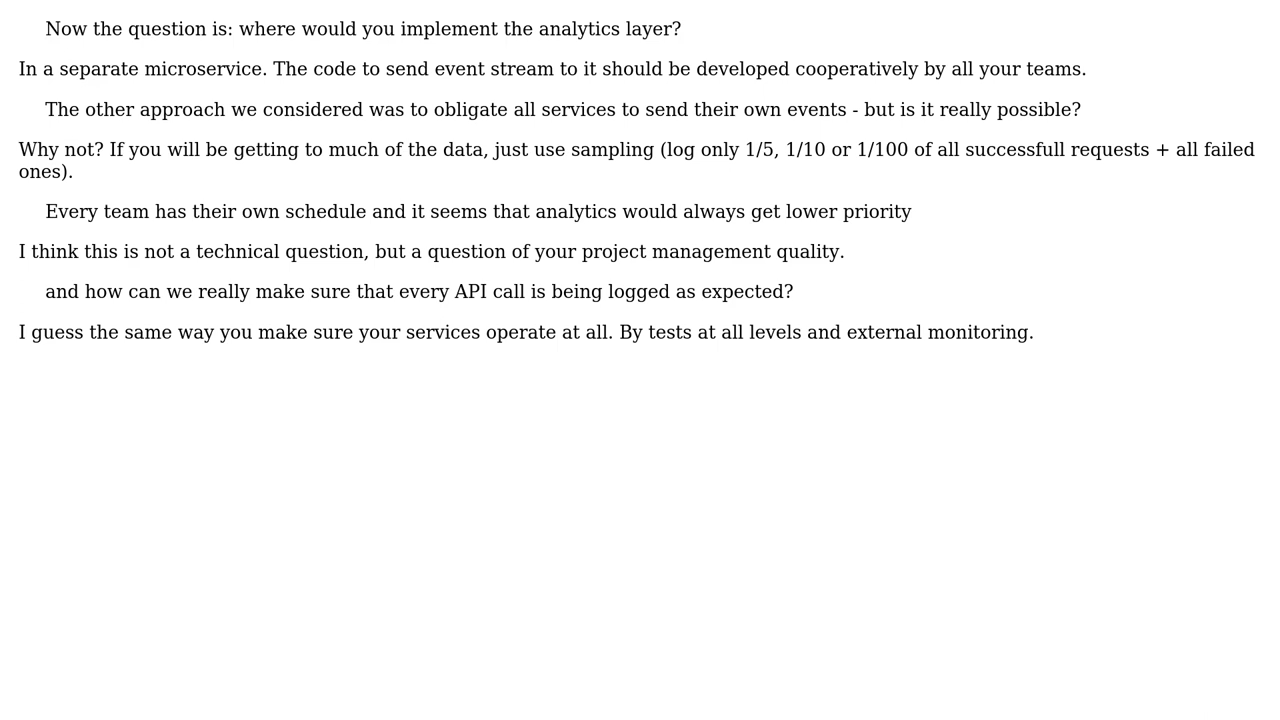 Now the question is: where would you implement the analytics layer?
In a separate microservice. The code to send event stream to it should be developed cooperatively by all your teams.
The other approach we considered was to obligate all services to send their own events - but is it really possible?
Why not? If you will be getting to much of the data, just use sampling (log only 1/5, 1/10 or 1/100 of all successfull requests + all failed
ones).
Every team has their own schedule and it seems that analytics would always get lower priority
I think this is not a technical question, but a question of your project management quality.
and how can we really make sure that every API call is being logged as expected?
I guess the same way you make sure your services operate at all. By tests at all levels and external monitoring.